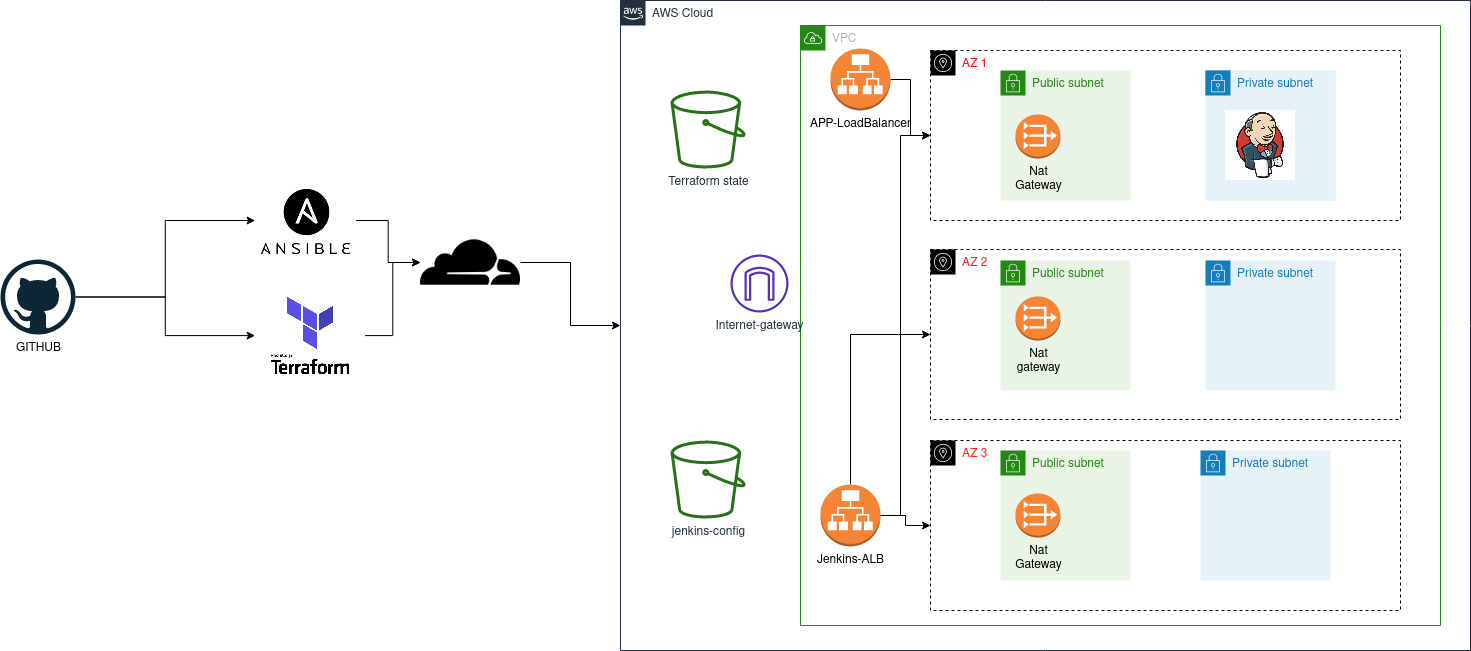 aws
AWS Cloud
VPC
APP-LoadBalancer
AZ 1
Public subnet
Nat
Gateway
Private subnet
Terraform state
ANSIBLE
GITHUB
Terraform
Internet-gateway
AZ 2
Public subnet
Nat
gateway
Private subnet
jenkins-config
Jenkins-ALB
AZ 3
Public subnet
Nat
Gateway
Private subnet